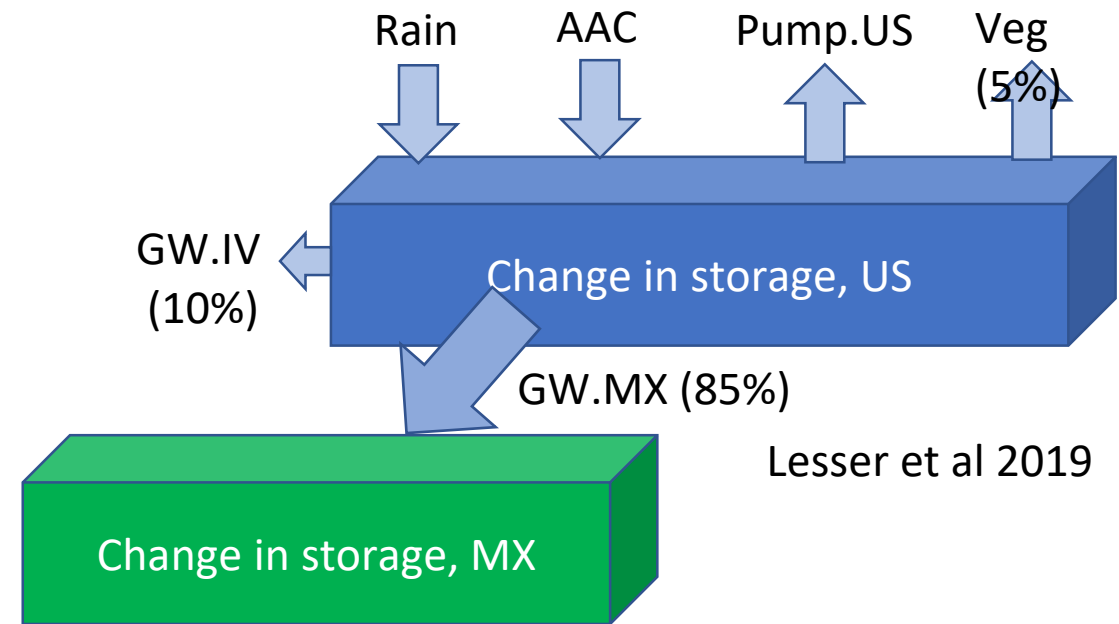 Rain
AAC
Pump.US
Veg
(5%)
GW.IV
(10%)
Change in storage, US
GW.MX (85%)
Lesser et al 2019
Change in storage, MX